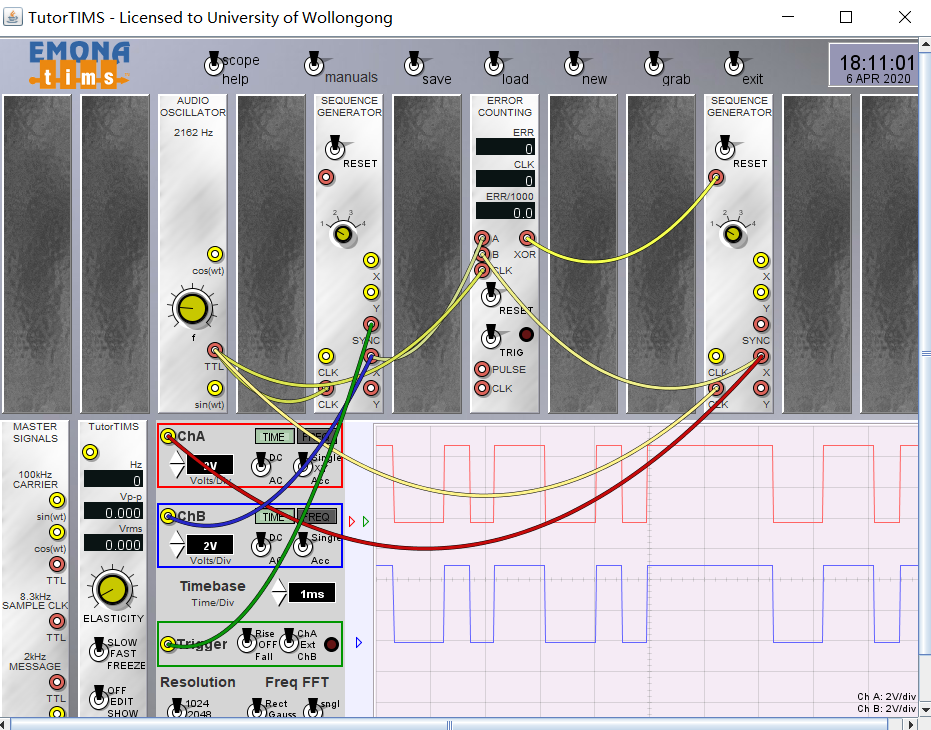 TutorTIMS - Licensed to University of Wollongong
EMONA
tims
scope
help
manuals
save
load
new
grab
exit
18:11:01
6 APR 2020
AUDIO
OSCILLATOR
2162 Hz
cos(wt)
f
TTL
sin(wt)
SEQUENCE
GENERATOR
RESET
1 2 3 4
X
Y
SYNC
CLK
X
CLK
Y
ERROR
COUNTING
ERR
0
CLK
0
ERR/1000
0.0
A
B
XOR
CLK
RESET
TRIG
PULSE
CLK
SEQUENCE
GENERATOR
RESET
1 2 3 4
X
Y
SYNC
CLK
X
CLK
Y
MASTER
SIGNALS
100kHz
CARRIER
sin(wt)
cos(wt)
TTL
8.3kHz
SAMPLE CLK
TTL
2kHz
MESSAGE
TTL
TutorTIMS
Hz
0
Vp-p
0.000
Vrms
0.000
ELASTICITY
SLOW
FAST
FREEZE
OFF
EDIT
SHOW
ChA
TIME
FREQ
2V
Volts/Div
DC
AC
Single
XY
Acc
ChB
TIME
FREQ
2V
Volts/Div
DC
AC
Single
Acc
Timebase
Time/Div
1ms
Trigger
Rise
OFF
Fall
ChA
Ext
ChB
Resolution
Freq FFT
1024
2048
Rect
Gauss
sngl
Ch A: 2V/div
Ch B: 2V/div